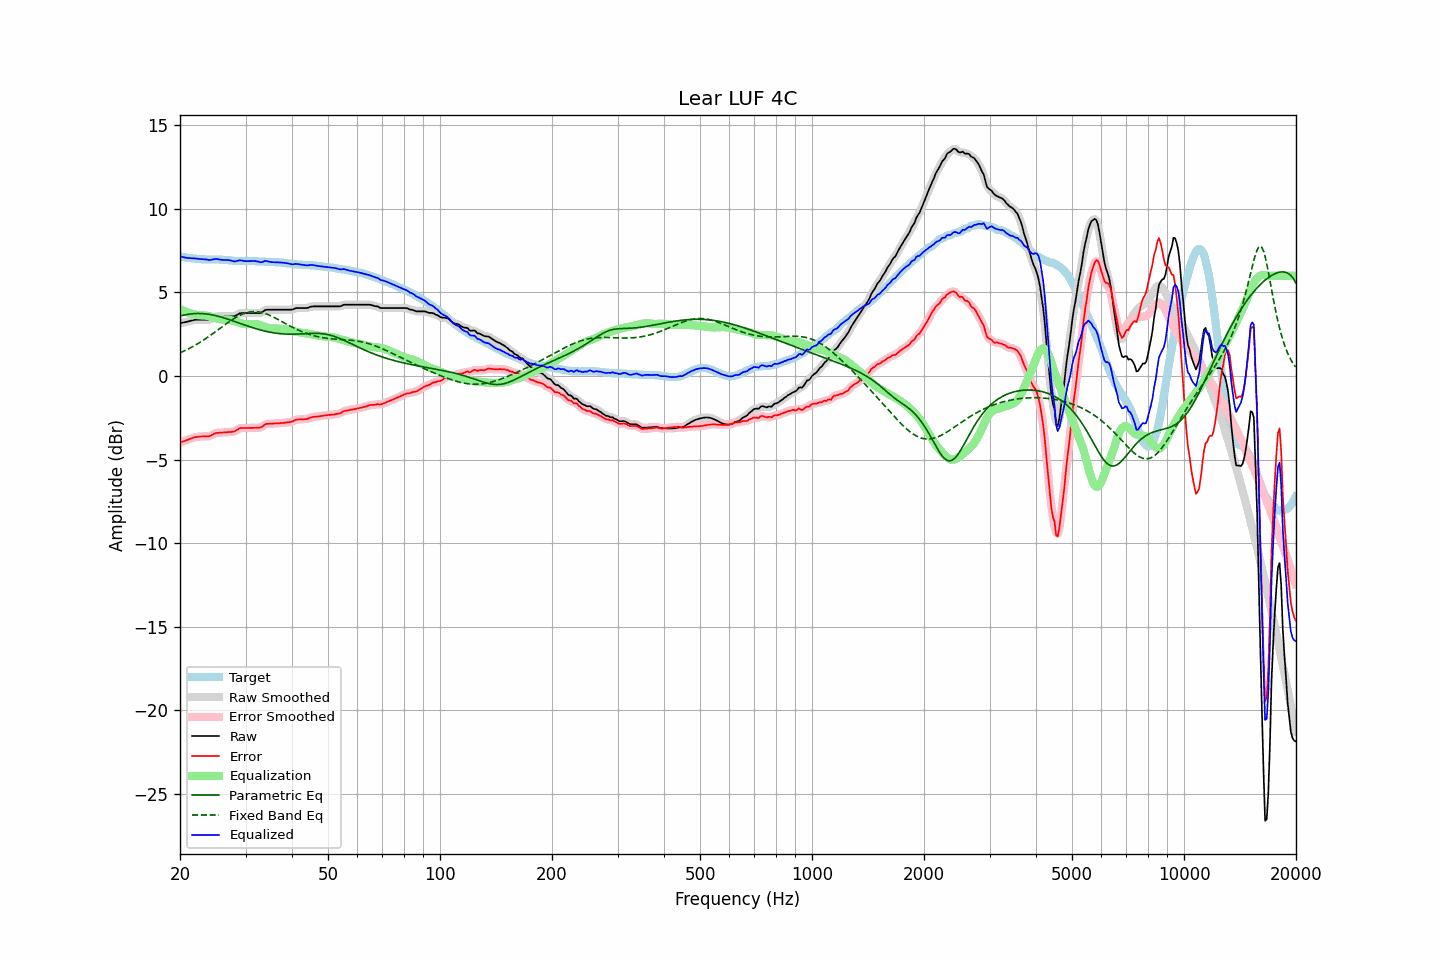 Lear LUF 4C
15
10
5
0
−5
−10
−15
−20
−25
Amplitude (dBr)
Target
Raw Smoothed
Error Smoothed
Raw
Error
Equalization
Parametric Eq
Fixed Band Eq
Equalized
20 50 100 200 500 1000 2000 5000 10000 20000
Frequency (Hz)